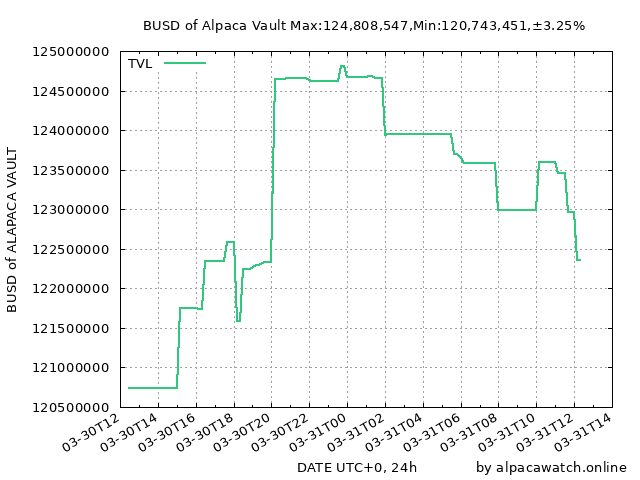 BUSD of Alpaca Vault Max:124,808,547,Min:120,743,451,±3.25%
TVL
125000000
124500000
124000000
123500000
123000000
122500000
122000000
121500000
121000000
120500000
BUSD of ALAPACA VAULT
03-30T12
03-30T14
03-30T16
03-30T18
03-30T20
03-30T22
03-31T00
03-31T02
03-31T04
03-31T06
03-31T08
03-31T10
03-31T12
03-31T14
DATE UTC+0, 24h
by alpacawatch.online